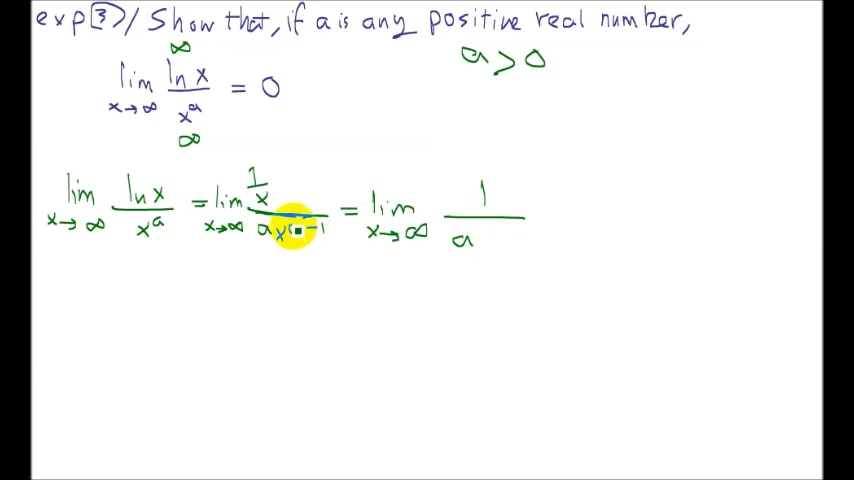 exp 3 / Show that, if a is any positive real number,
lim x→∞ ln x / x^a = 0
∞
∞
a > 0
lim x→∞ ln x / x^a = lim x→∞ (1/x) / (a x^(a-1)) = lim x→∞ 1 / a